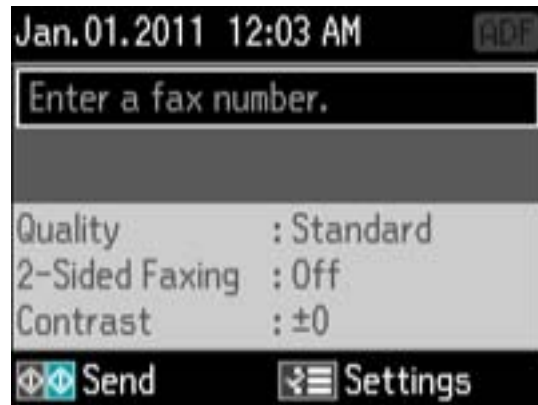 Jan.01.2011 12:03 AM ADF
Enter a fax number.
Quality : Standard
2-Sided Faxing : Off
Contrast : ±0
Send Settings